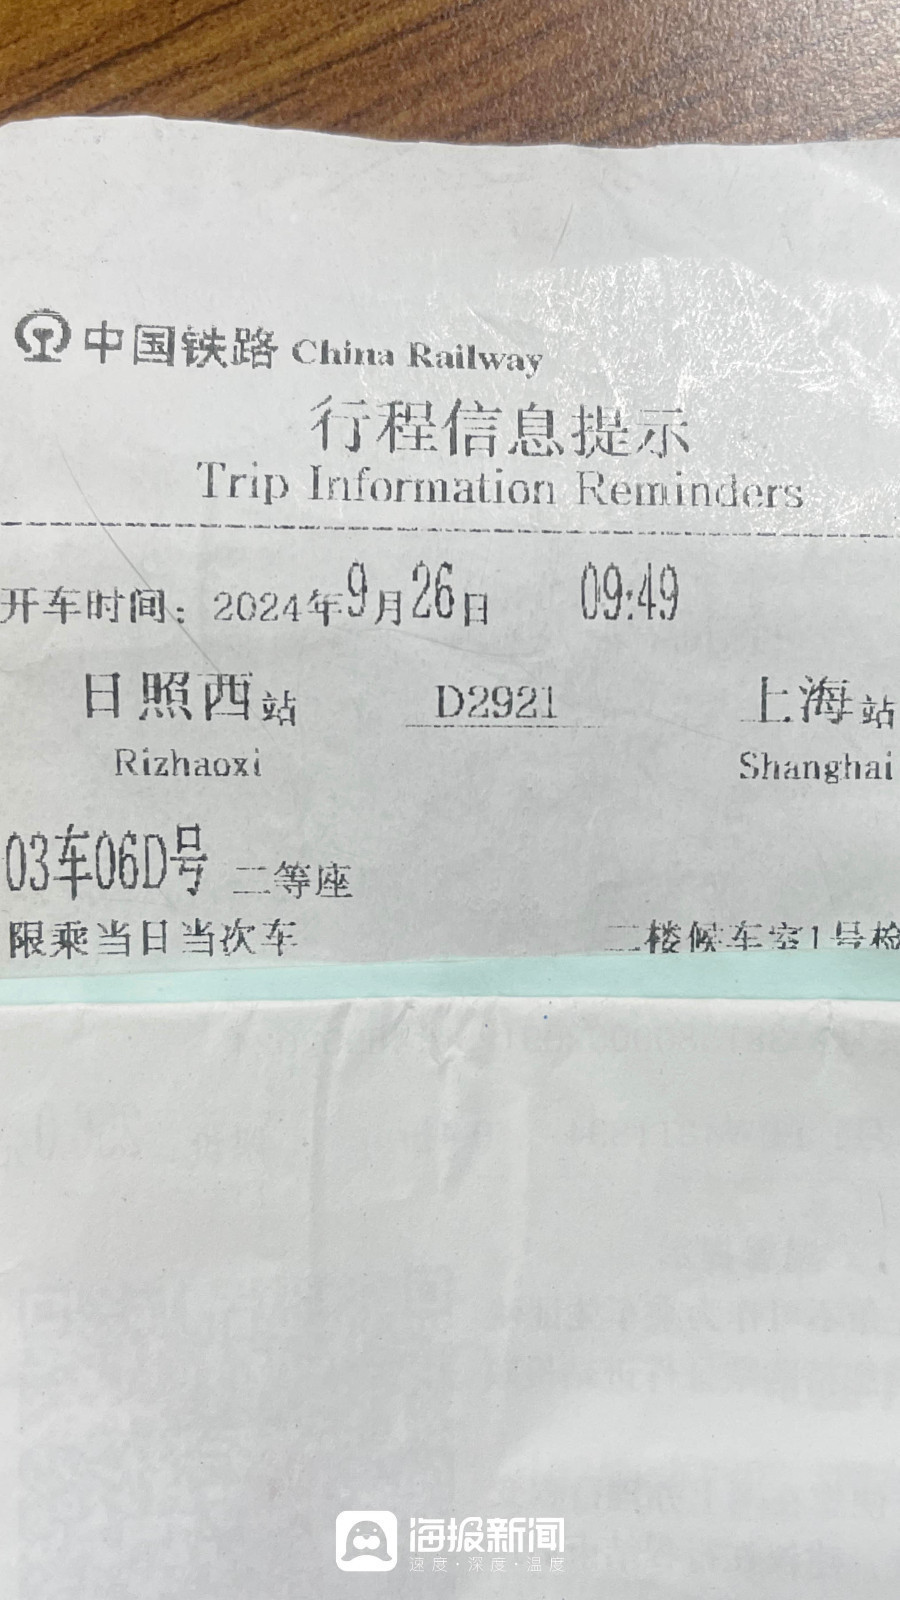 中国铁路 China Railway
行程信息提示
Trip Information Reminders
开车时间：2024年9月26日 09:49
日照西站 D2921 上海站
Rizhaoxi Shanghai
03车06D号 二等座
限乘当日当次车 二楼候车室1号检
海报新闻
速度·深度·温度